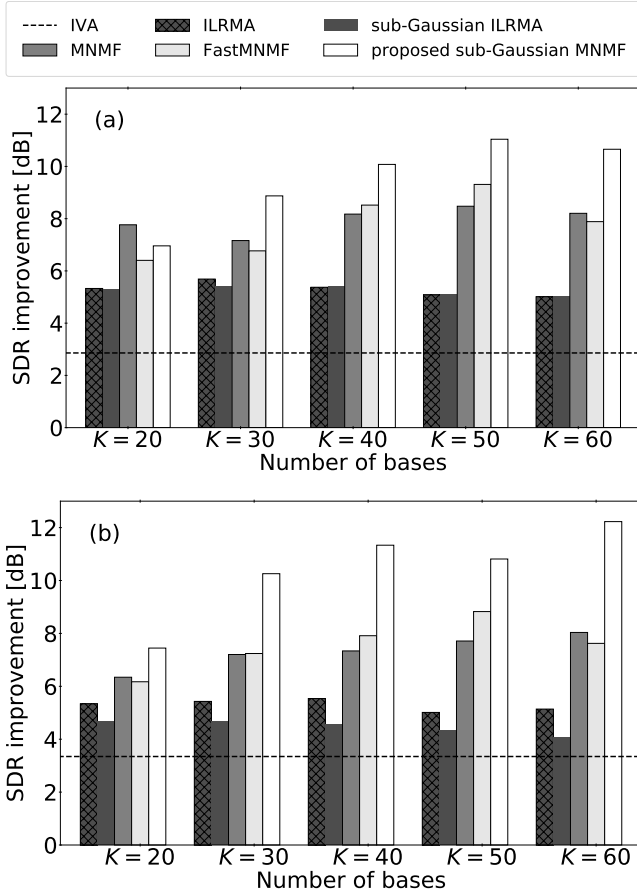 IVA ILRMA sub-Gaussian ILRMA
MNMF FastMNMF proposed sub-Gaussian MNMF
(a)
SDR improvement [dB]
12
10
8
6
4
2
0
K = 20 K = 30 K = 40 K = 50 K = 60
Number of bases
(b)
SDR improvement [dB]
12
10
8
6
4
2
0
K = 20 K = 30 K = 40 K = 50 K = 60
Number of bases